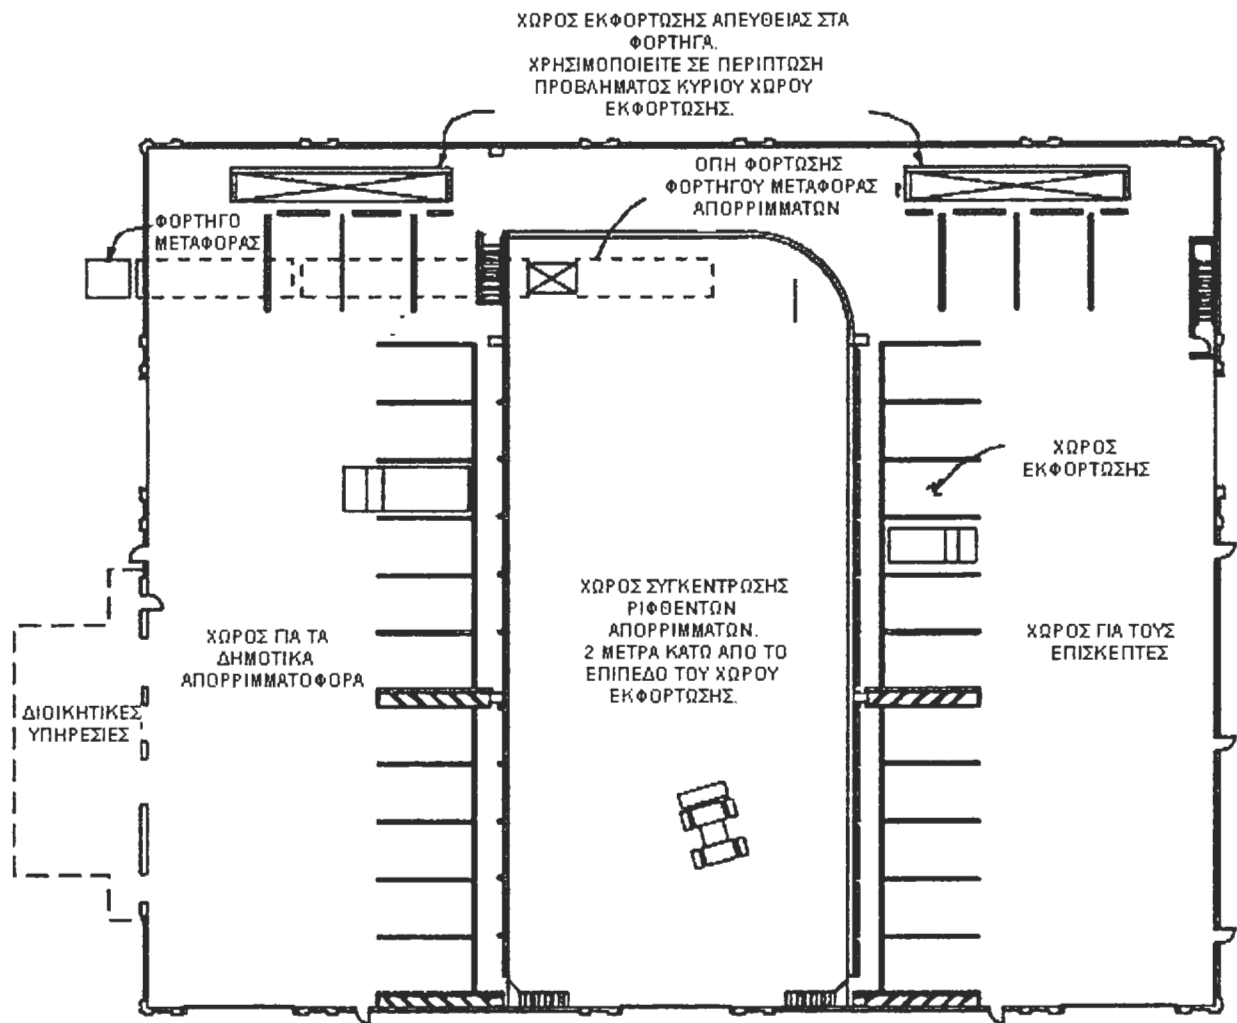 ΧΩΡΟΣ ΕΚΦΟΡΤΩΣΗΣ ΑΠΕΥΘΕΙΑΣ ΣΤΑ
ΦΟΡΤΗΓΑ.
ΧΡΗΣΙΜΟΠΟΙΕΙΤΕ ΣΕ ΠΕΡΙΠΤΩΣΗ
ΠΡΟΒΛΗΜΑΤΟΣ ΚΥΡΙΟΥ ΧΩΡΟΥ
ΕΚΦΟΡΤΩΣΗΣ.
ΟΠΗ ΦΟΡΤΩΣΗΣ
ΦΟΡΤΗΓΟΥ ΜΕΤΑΦΟΡΑΣ
ΑΠΟΡΡΙΜΜΑΤΩΝ
ΦΟΡΤΗΓΟ
ΜΕΤΑΦΟΡΑΣ
ΧΩΡΟΣ
ΕΚΦΟΡΤΩΣΗΣ
ΧΩΡΟΣ ΣΥΓΚΕΝΤΡΩΣΗΣ
ΡΙΦΘΕΝΤΩΝ
ΑΠΟΡΡΙΜΜΑΤΩΝ.
2 ΜΕΤΡΑ ΚΑΤΩ ΑΠΟ ΤΟ
ΕΠΙΠΕΔΟ ΤΟΥ ΧΩΡΟΥ
ΕΚΦΟΡΤΩΣΗΣ.
ΧΩΡΟΣ ΓΙΑ ΤΑ
ΔΗΜΟΤΙΚΑ
ΑΠΟΡΡΙΜΜΑΤΟΦΟΡΑ
ΧΩΡΟΣ ΓΙΑ ΤΟΥΣ
ΕΠΙΣΚΕΠΤΕΣ
ΔΙΟΙΚΗΤΙΚΕΣ
ΥΠΗΡΕΣΙΕΣ